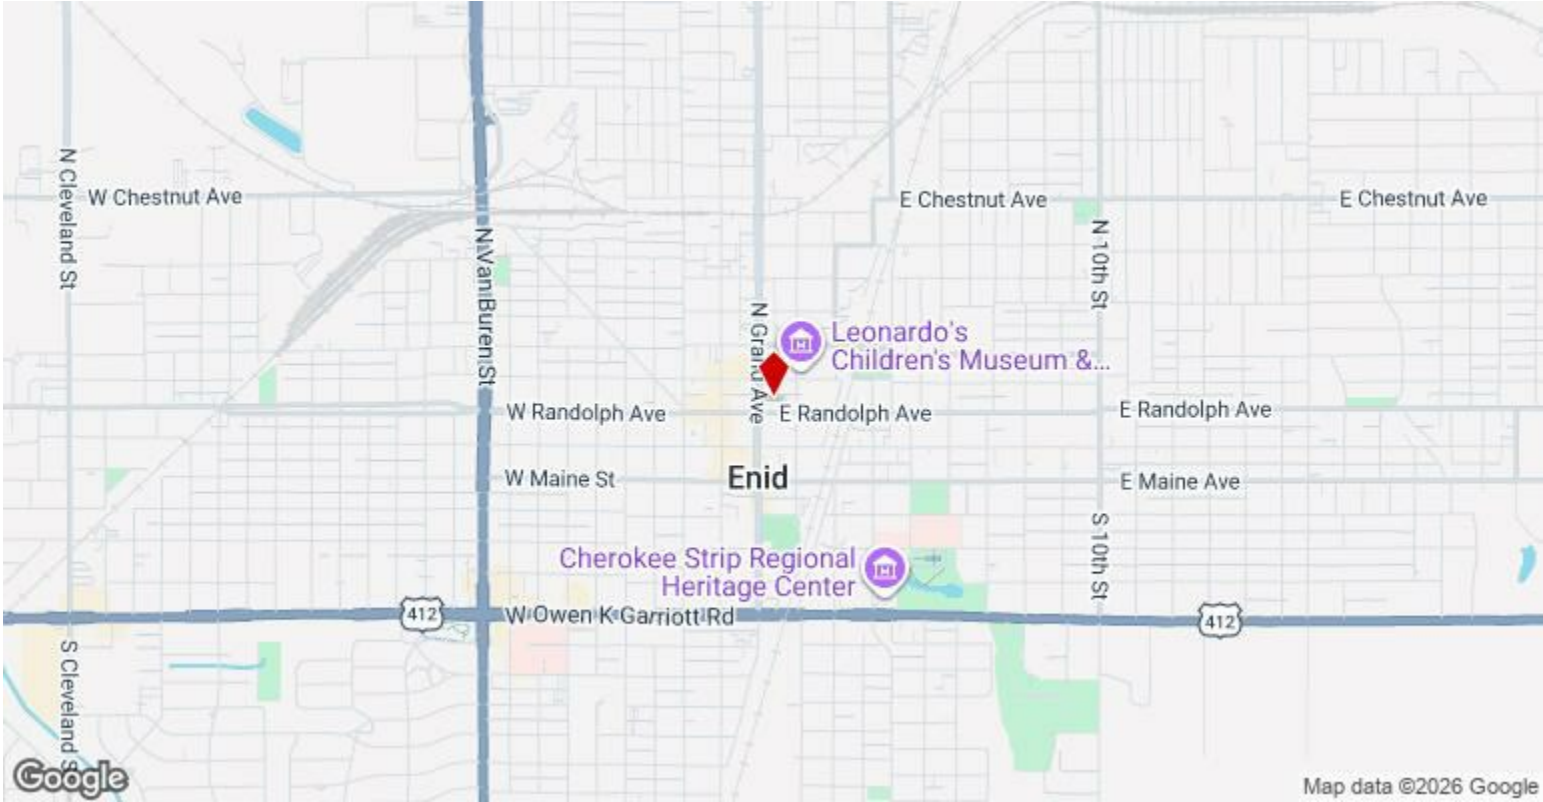 N Cleveland St
W Chestnut Ave
E Chestnut Ave
E Chestnut Ave
N Van Buren St
N 10th St
N Grand Ave
Leonardo's
Children's Museum &...
W Randolph Ave
E Randolph Ave
E Randolph Ave
W Maine St
Enid
E Maine Ave
S 10th St
Cherokee Strip Regional
Heritage Center
412
W Owen K Garriott Rd
412
S Cleveland S
Google
Map data ©2026 Google